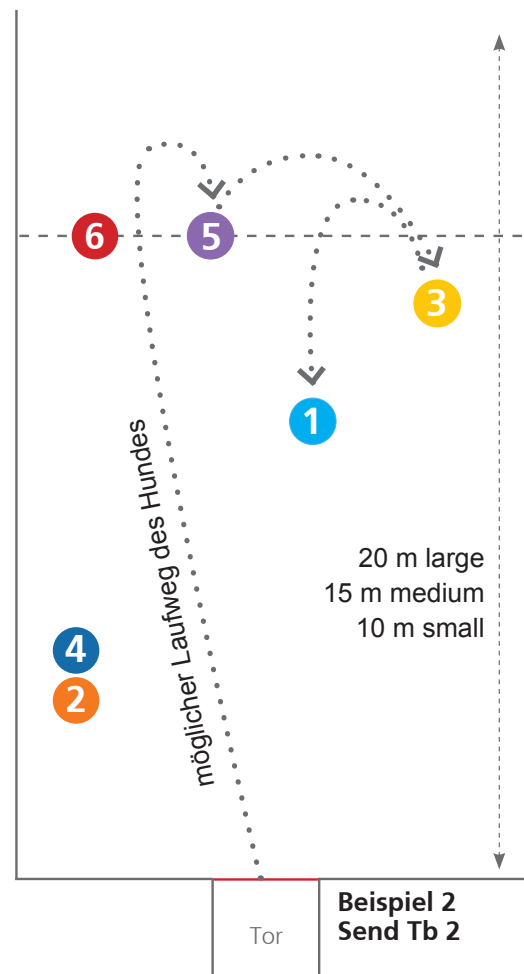 6
5
3
1
möglicher Laufweg des Hundes
20 m large
15 m medium
10 m small
4
2
Tor
Beispiel 2
Send Tb 2